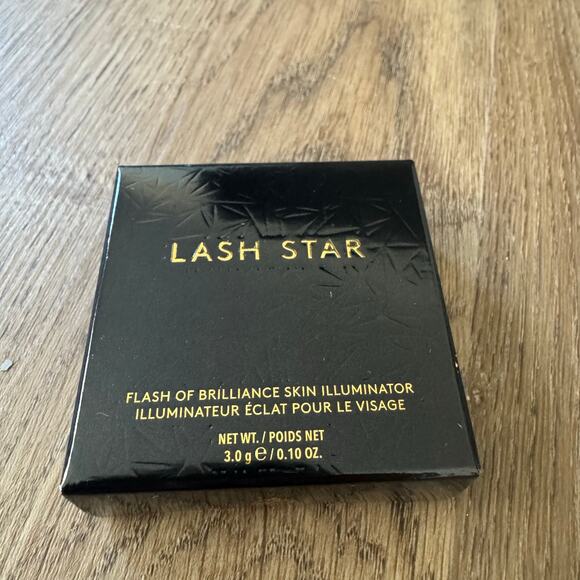 LASH STAR
FLASH OF BRILLIANCE SKIN ILLUMINATOR
ILLUMINATEUR ÉCLAT POUR LE VISAGE
NET WT. / POIDS NET
3.0 g ℮ / 0.10 OZ.